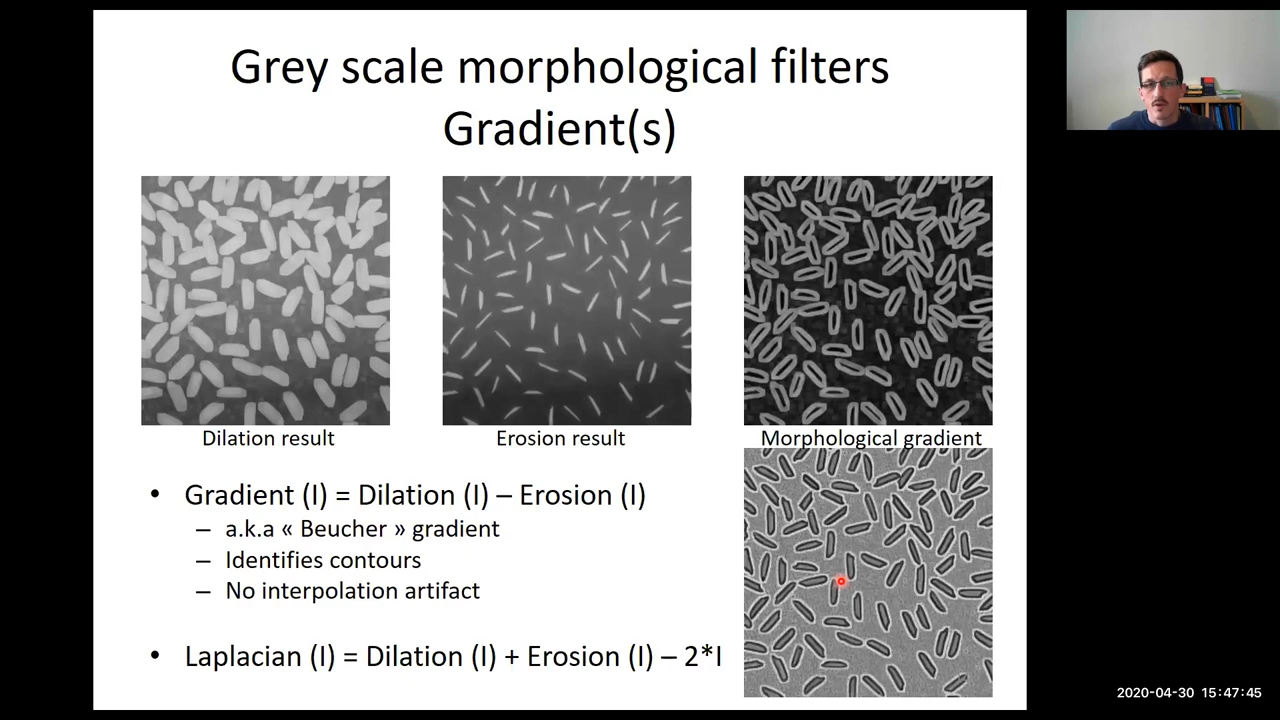 Grey scale morphological filters
Gradient(s)
Dilation result
Erosion result
Morphological gradient
• Gradient (I) = Dilation (I) – Erosion (I)
– a.k.a « Beucher » gradient
– Identifies contours
– No interpolation artifact
• Laplacian (I) = Dilation (I) + Erosion (I) – 2*I
2020-04-30 15:47:45